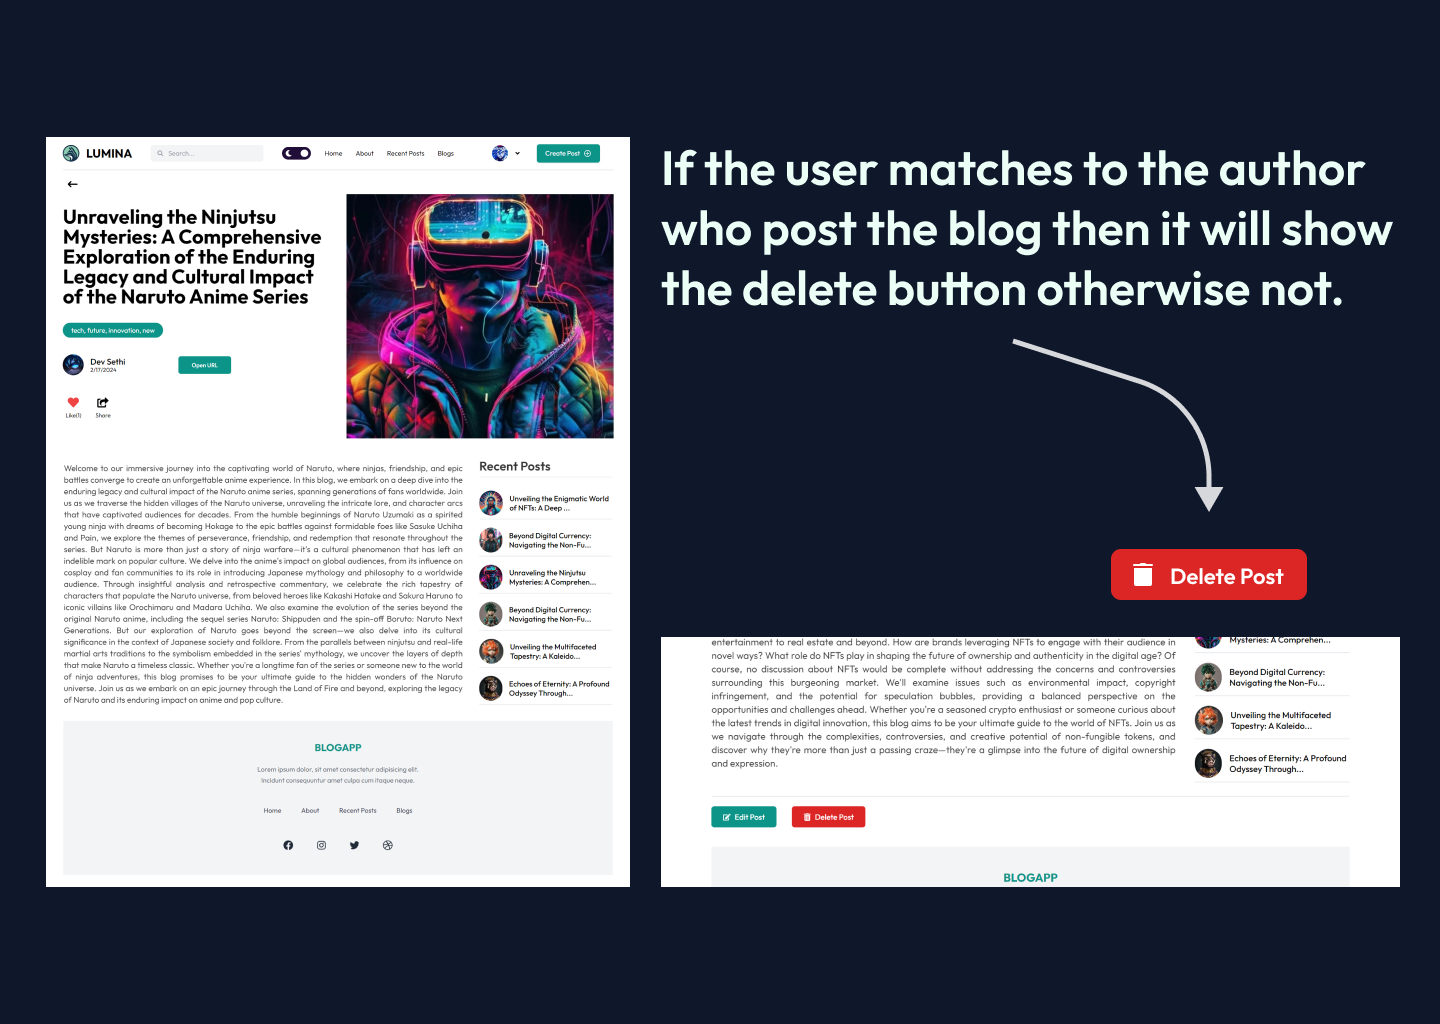 LUMINA
Search...
Home
About
Recent Posts
Blogs
Create Post
Unraveling the Ninjutsu
Mysteries: A Comprehensive
Exploration of the Enduring
Legacy and Cultural Impact
of the Naruto Anime Series
tech, future, innovation, new
Dev Sethi
2/17/2024
Open URL
Like(1)
Share
Welcome to our immersive journey into the captivating world of Naruto, where ninjas, friendship, and epic
battles converge to create an unforgettable anime experience. In this blog, we embark on a deep dive into the
enduring legacy and cultural impact of the Naruto anime series, spanning generations of fans worldwide. Join
us as we traverse the hidden villages of the Naruto universe, unraveling the intricate lore, and character arcs
that have captivated audiences for decades. From the humble beginnings of Naruto Uzumaki as a spirited
young ninja with dreams of becoming Hokage to the epic battles against formidable foes like Sasuke Uchiha
and Pain, we explore the themes of perseverance, friendship, and redemption that resonate throughout the
series. But Naruto is more than just a story of ninja warfare—it's a cultural phenomenon that has left an
indelible mark on popular culture. We delve into the anime's impact on global audiences, from its influence on
cosplay and fan communities to its role in introducing Japanese mythology and philosophy to a worldwide
audience. Through insightful analysis and retrospective commentary, we celebrate the rich tapestry of
characters that populate the Naruto universe, from beloved heroes like Kakashi Hatake and Sakura Haruno to
iconic villains like Orochimaru and Madara Uchiha. We also examine the evolution of the series beyond the
original Naruto anime, including the sequel series Naruto: Shippuden and the spin-off Boruto: Naruto Next
Generations. But our exploration of Naruto goes beyond the screen—we also delve into its cultural
significance in the context of Japanese society and folklore. From the parallels between ninjutsu and real-life
martial arts traditions to the symbolism embedded in the series' mythology, we uncover the layers of depth
that make Naruto a timeless classic. Whether you're a longtime fan of the series or someone new to the world
of ninja adventures, this blog promises to be your ultimate guide to the hidden wonders of the Naruto
universe. Join us as we embark on an epic journey through the Land of Fire and beyond, exploring the legacy
of Naruto and its enduring impact on anime and pop culture.
Recent Posts
Unveiling the Enigmatic World
of NFTs: A Deep ...
Beyond Digital Currency:
Navigating the Non-Fu...
Unraveling the Ninjutsu
Mysteries: A Comprehen...
Beyond Digital Currency:
Navigating the Non-Fu...
Unveiling the Multifaceted
Tapestry: A Kaleido...
Echoes of Eternity: A Profound
Odyssey Through...
BLOGAPP
Lorem ipsum dolor, sit amet consectetur adipisicing elit.
Incidunt consequuntur amet culpa cum itaque neque.
Home
About
Recent Posts
Blogs
If the user matches to the author
who post the blog then it will show
the delete button otherwise not.
Delete Post
entertainment to real estate and beyond. How are brands leveraging NFTs to engage with their audience in
novel ways? What role do NFTs play in shaping the future of ownership and authenticity in the digital age? Of
course, no discussion about NFTs would be complete without addressing the concerns and controversies
surrounding this burgeoning market. We'll examine issues such as environmental impact, copyright
infringement, and the potential for speculation bubbles, providing a balanced perspective on the
opportunities and challenges ahead. Whether you're a seasoned crypto enthusiast or someone curious about
the latest trends in digital innovation, this blog aims to be your ultimate guide to the world of NFTs. Join us as
we navigate through the complexities, controversies, and creative potential of non-fungible tokens, and
discover why they're more than just a passing craze—they're a glimpse into the future of digital ownership
and expression.
Mysteries: A Comprehen...
Beyond Digital Currency:
Navigating the Non-Fu...
Unveiling the Multifaceted
Tapestry: A Kaleido...
Echoes of Eternity: A Profound
Odyssey Through...
Edit Post
Delete Post
BLOGAPP